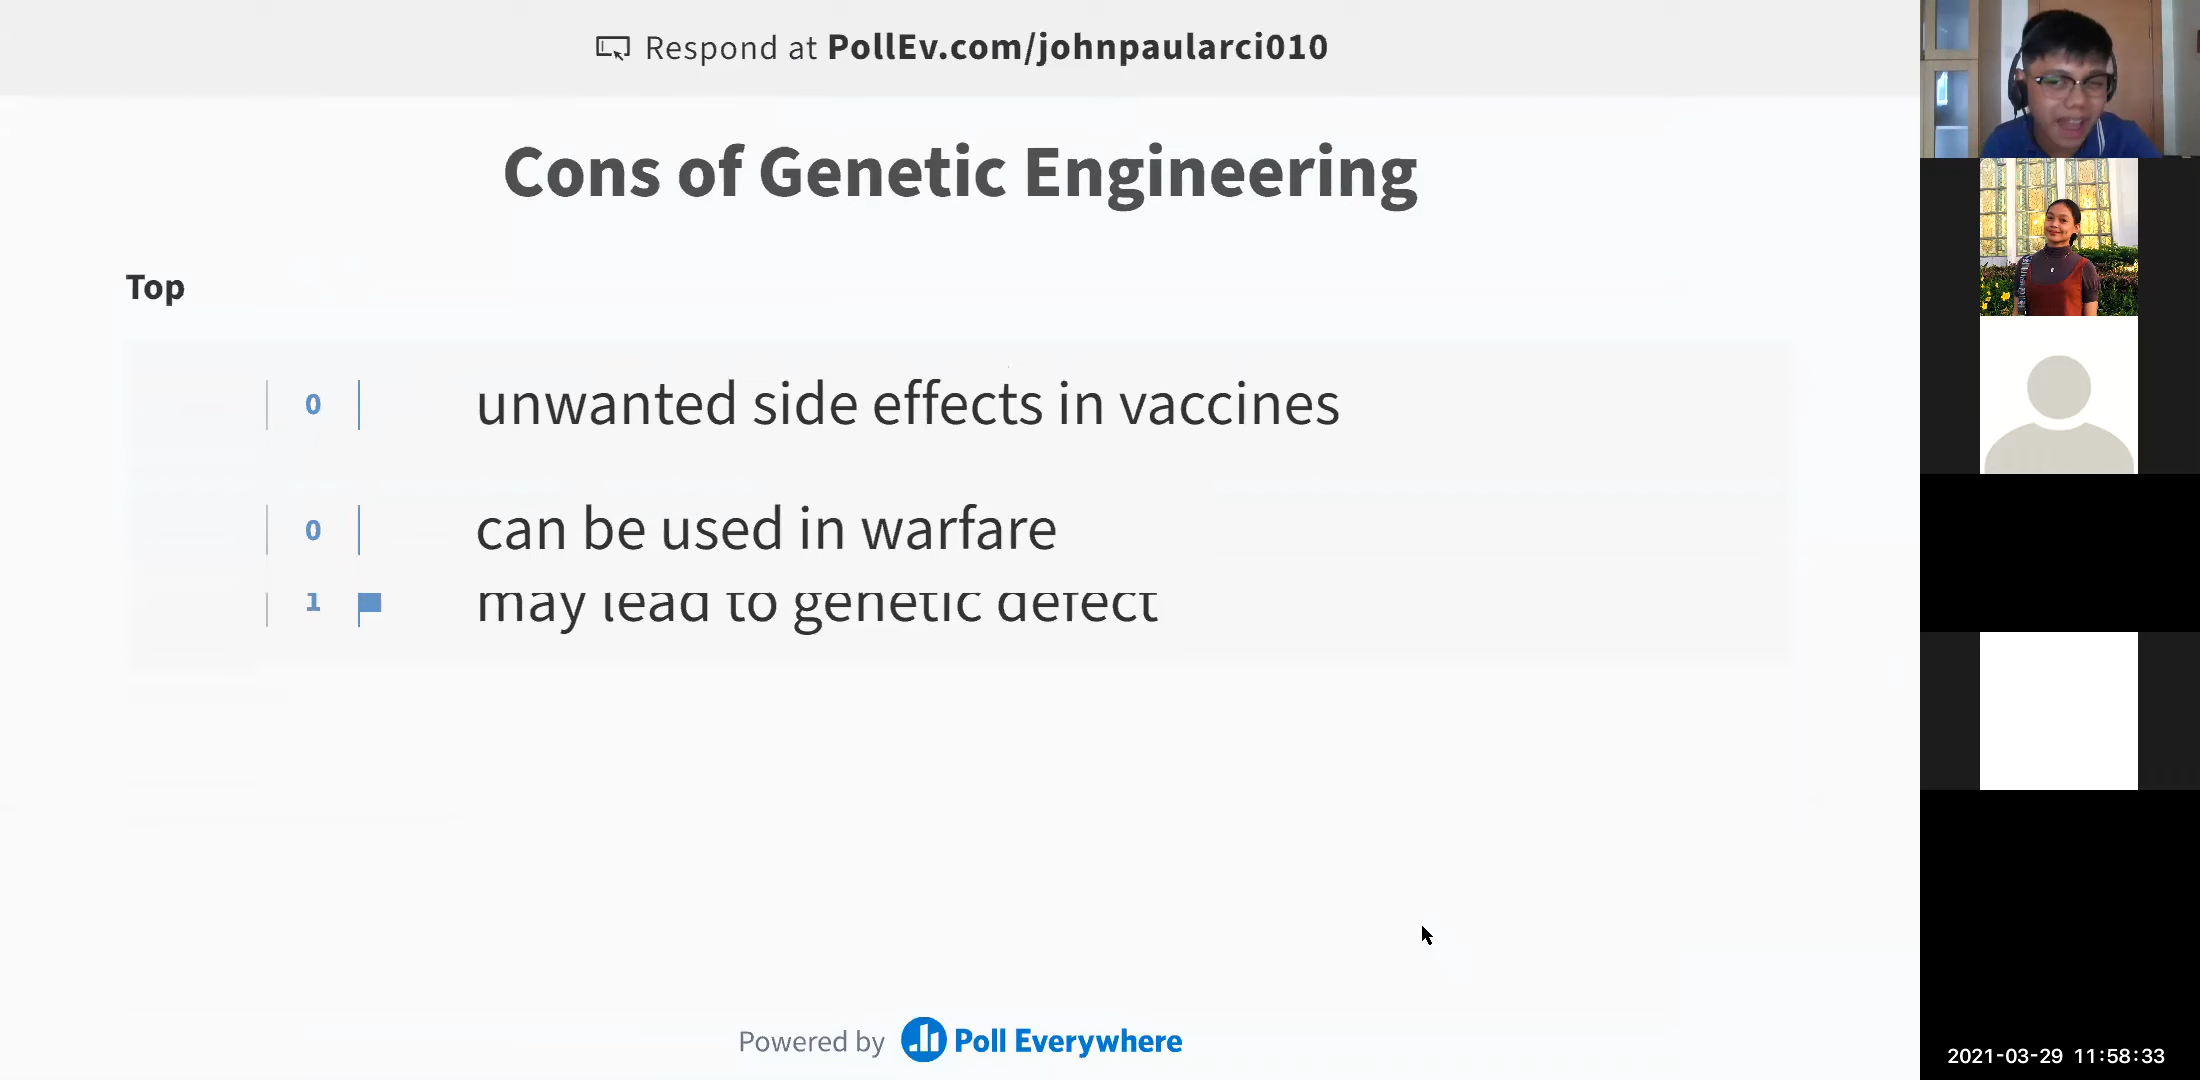 Respond at PollEv.com/johnpaularci010
Cons of Genetic Engineering
Top
0 unwanted side effects in vaccines
0 can be used in warfare
1 may lead to genetic defect
Powered by Poll Everywhere
2021-03-29 11:58:33